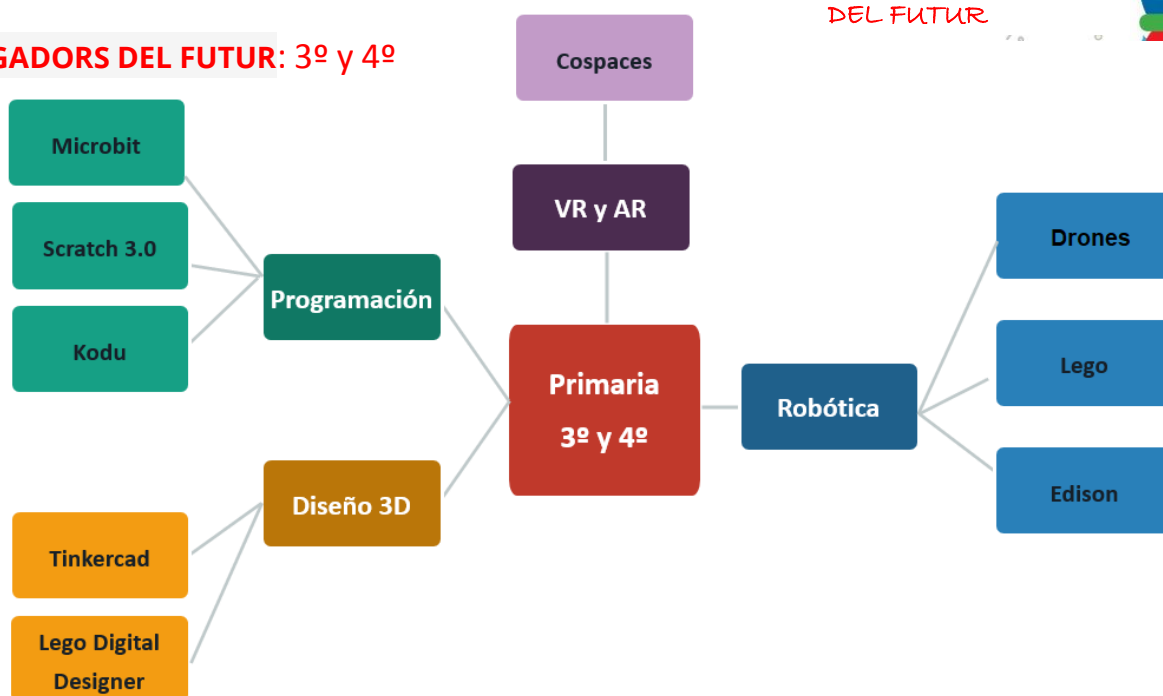 DEL FUTUR
GADORS DEL FUTUR: 3º y 4º
Cospaces
Microbit
VR y AR
Scratch 3.0
Drones
Programación
Kodu
Lego
Primaria
3º y 4º
Robótica
Diseño 3D
Edison
Tinkercad
Lego Digital
Designer